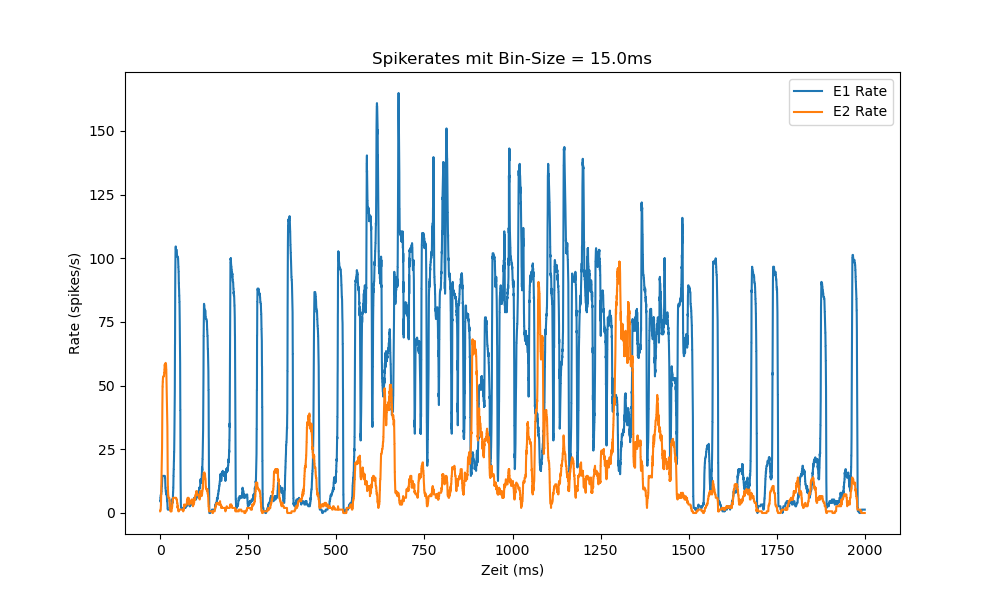 Spikerates mit Bin-Size = 15.0ms
E1 Rate
E2 Rate
150
125
100
75
50
25
0
Rate (spikes/s)
0 250 500 750 1000 1250 1500 1750 2000
Zeit (ms)